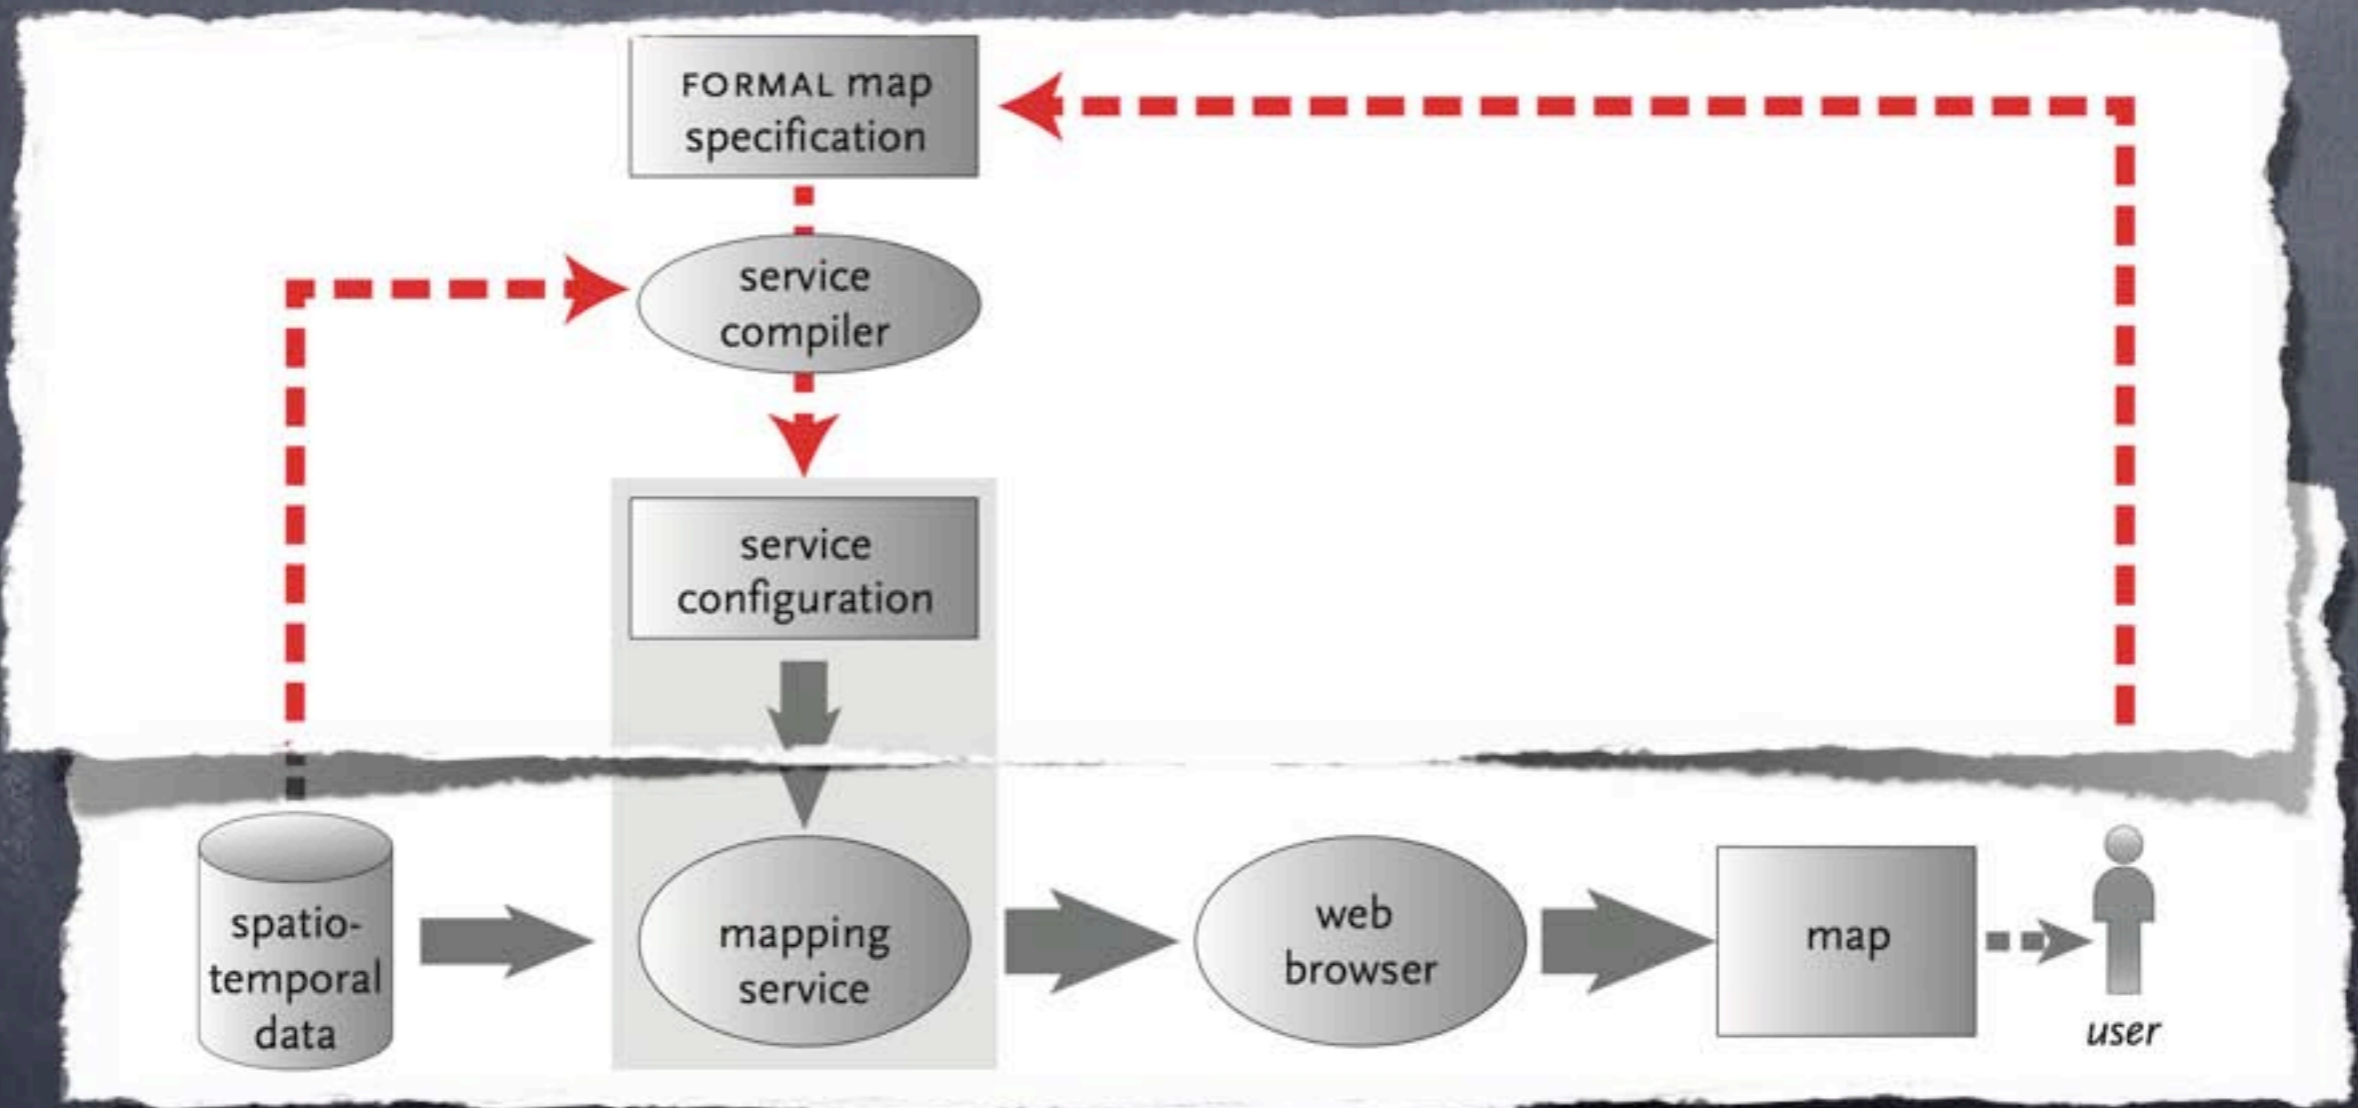 FORMAL map
specification
service
compiler
service
configuration
spatio-
temporal
data
mapping
service
web
browser
map
user